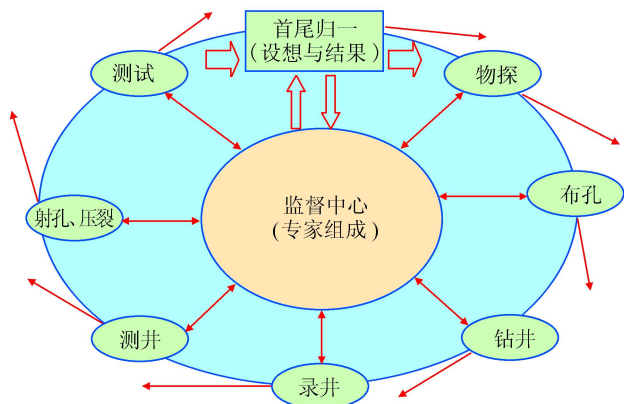 首尾归一
(设想与结果)
测试
物探
射孔、压裂
监督中心
(专家组成)
布孔
测井
钻井
录井